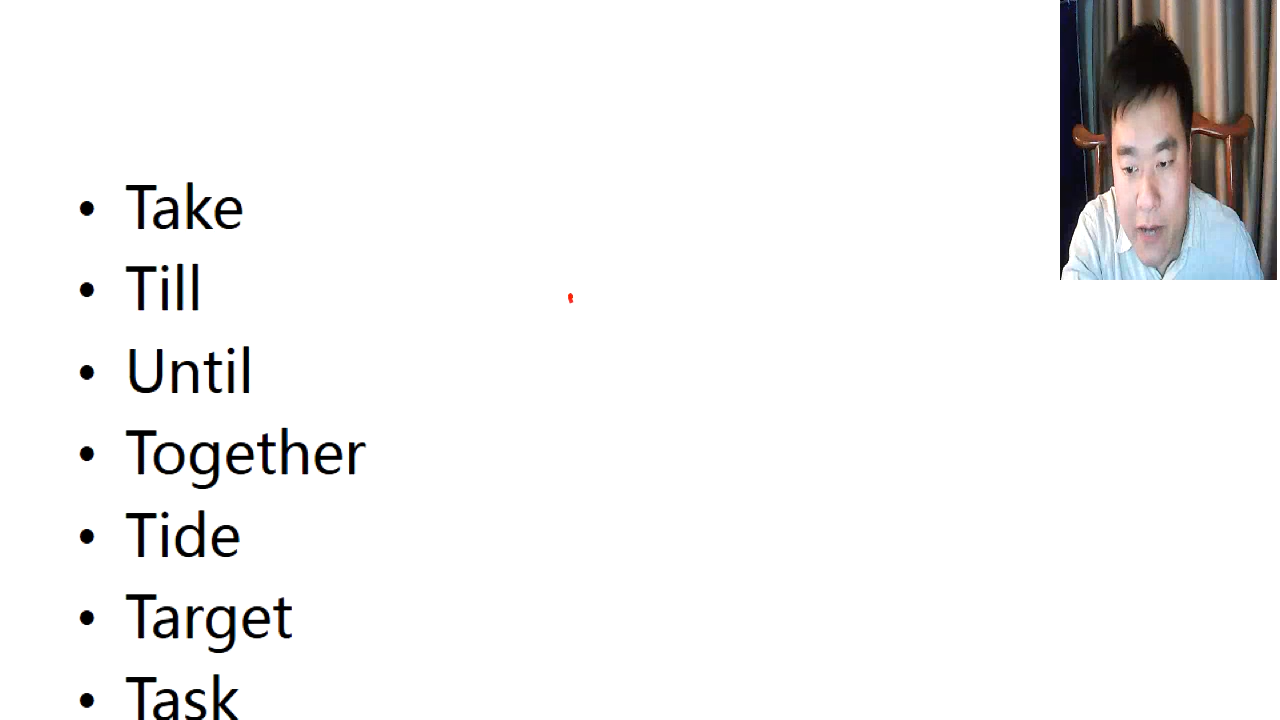 • Take
• Till
• Until
• Together
• Tide
• Target
• Task